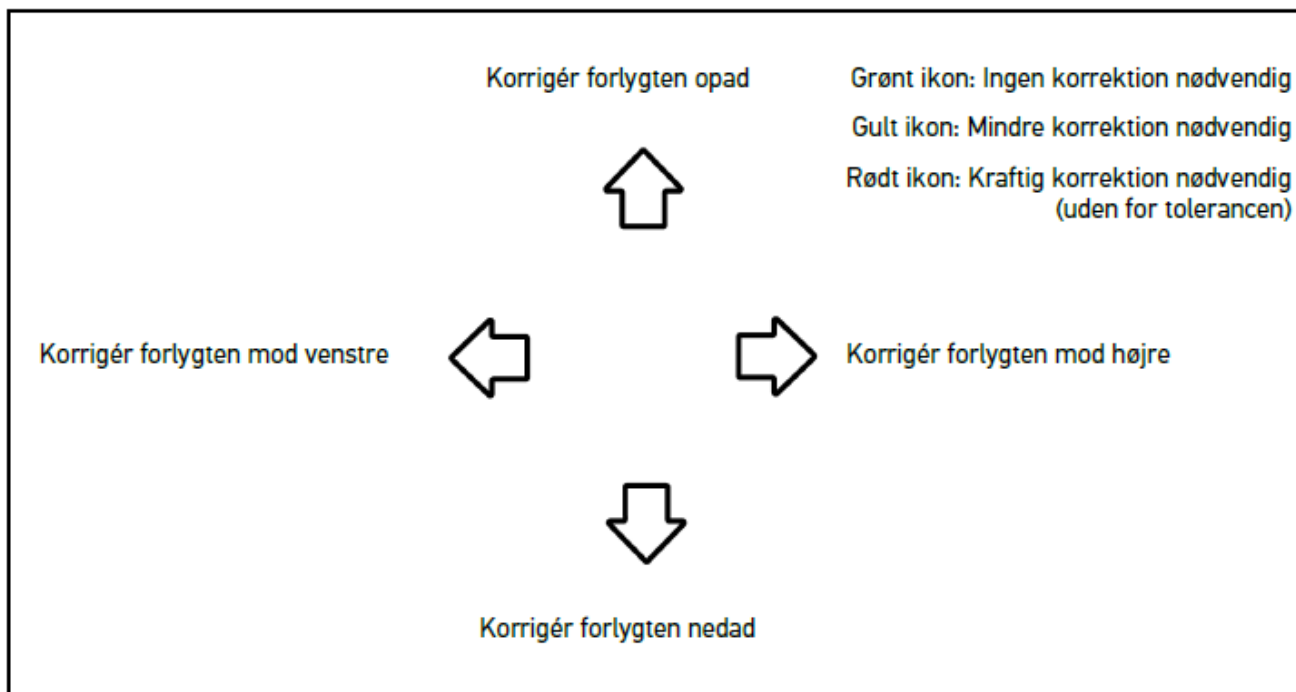 Korrigér forlygten opad
Grønt ikon: Ingen korrektion nødvendig
Gult ikon: Mindre korrektion nødvendig
Rødt ikon: Kraftig korrektion nødvendig
(uden for tolerancen)
Korrigér forlygten mod venstre
Korrigér forlygten mod højre
Korrigér forlygten nedad